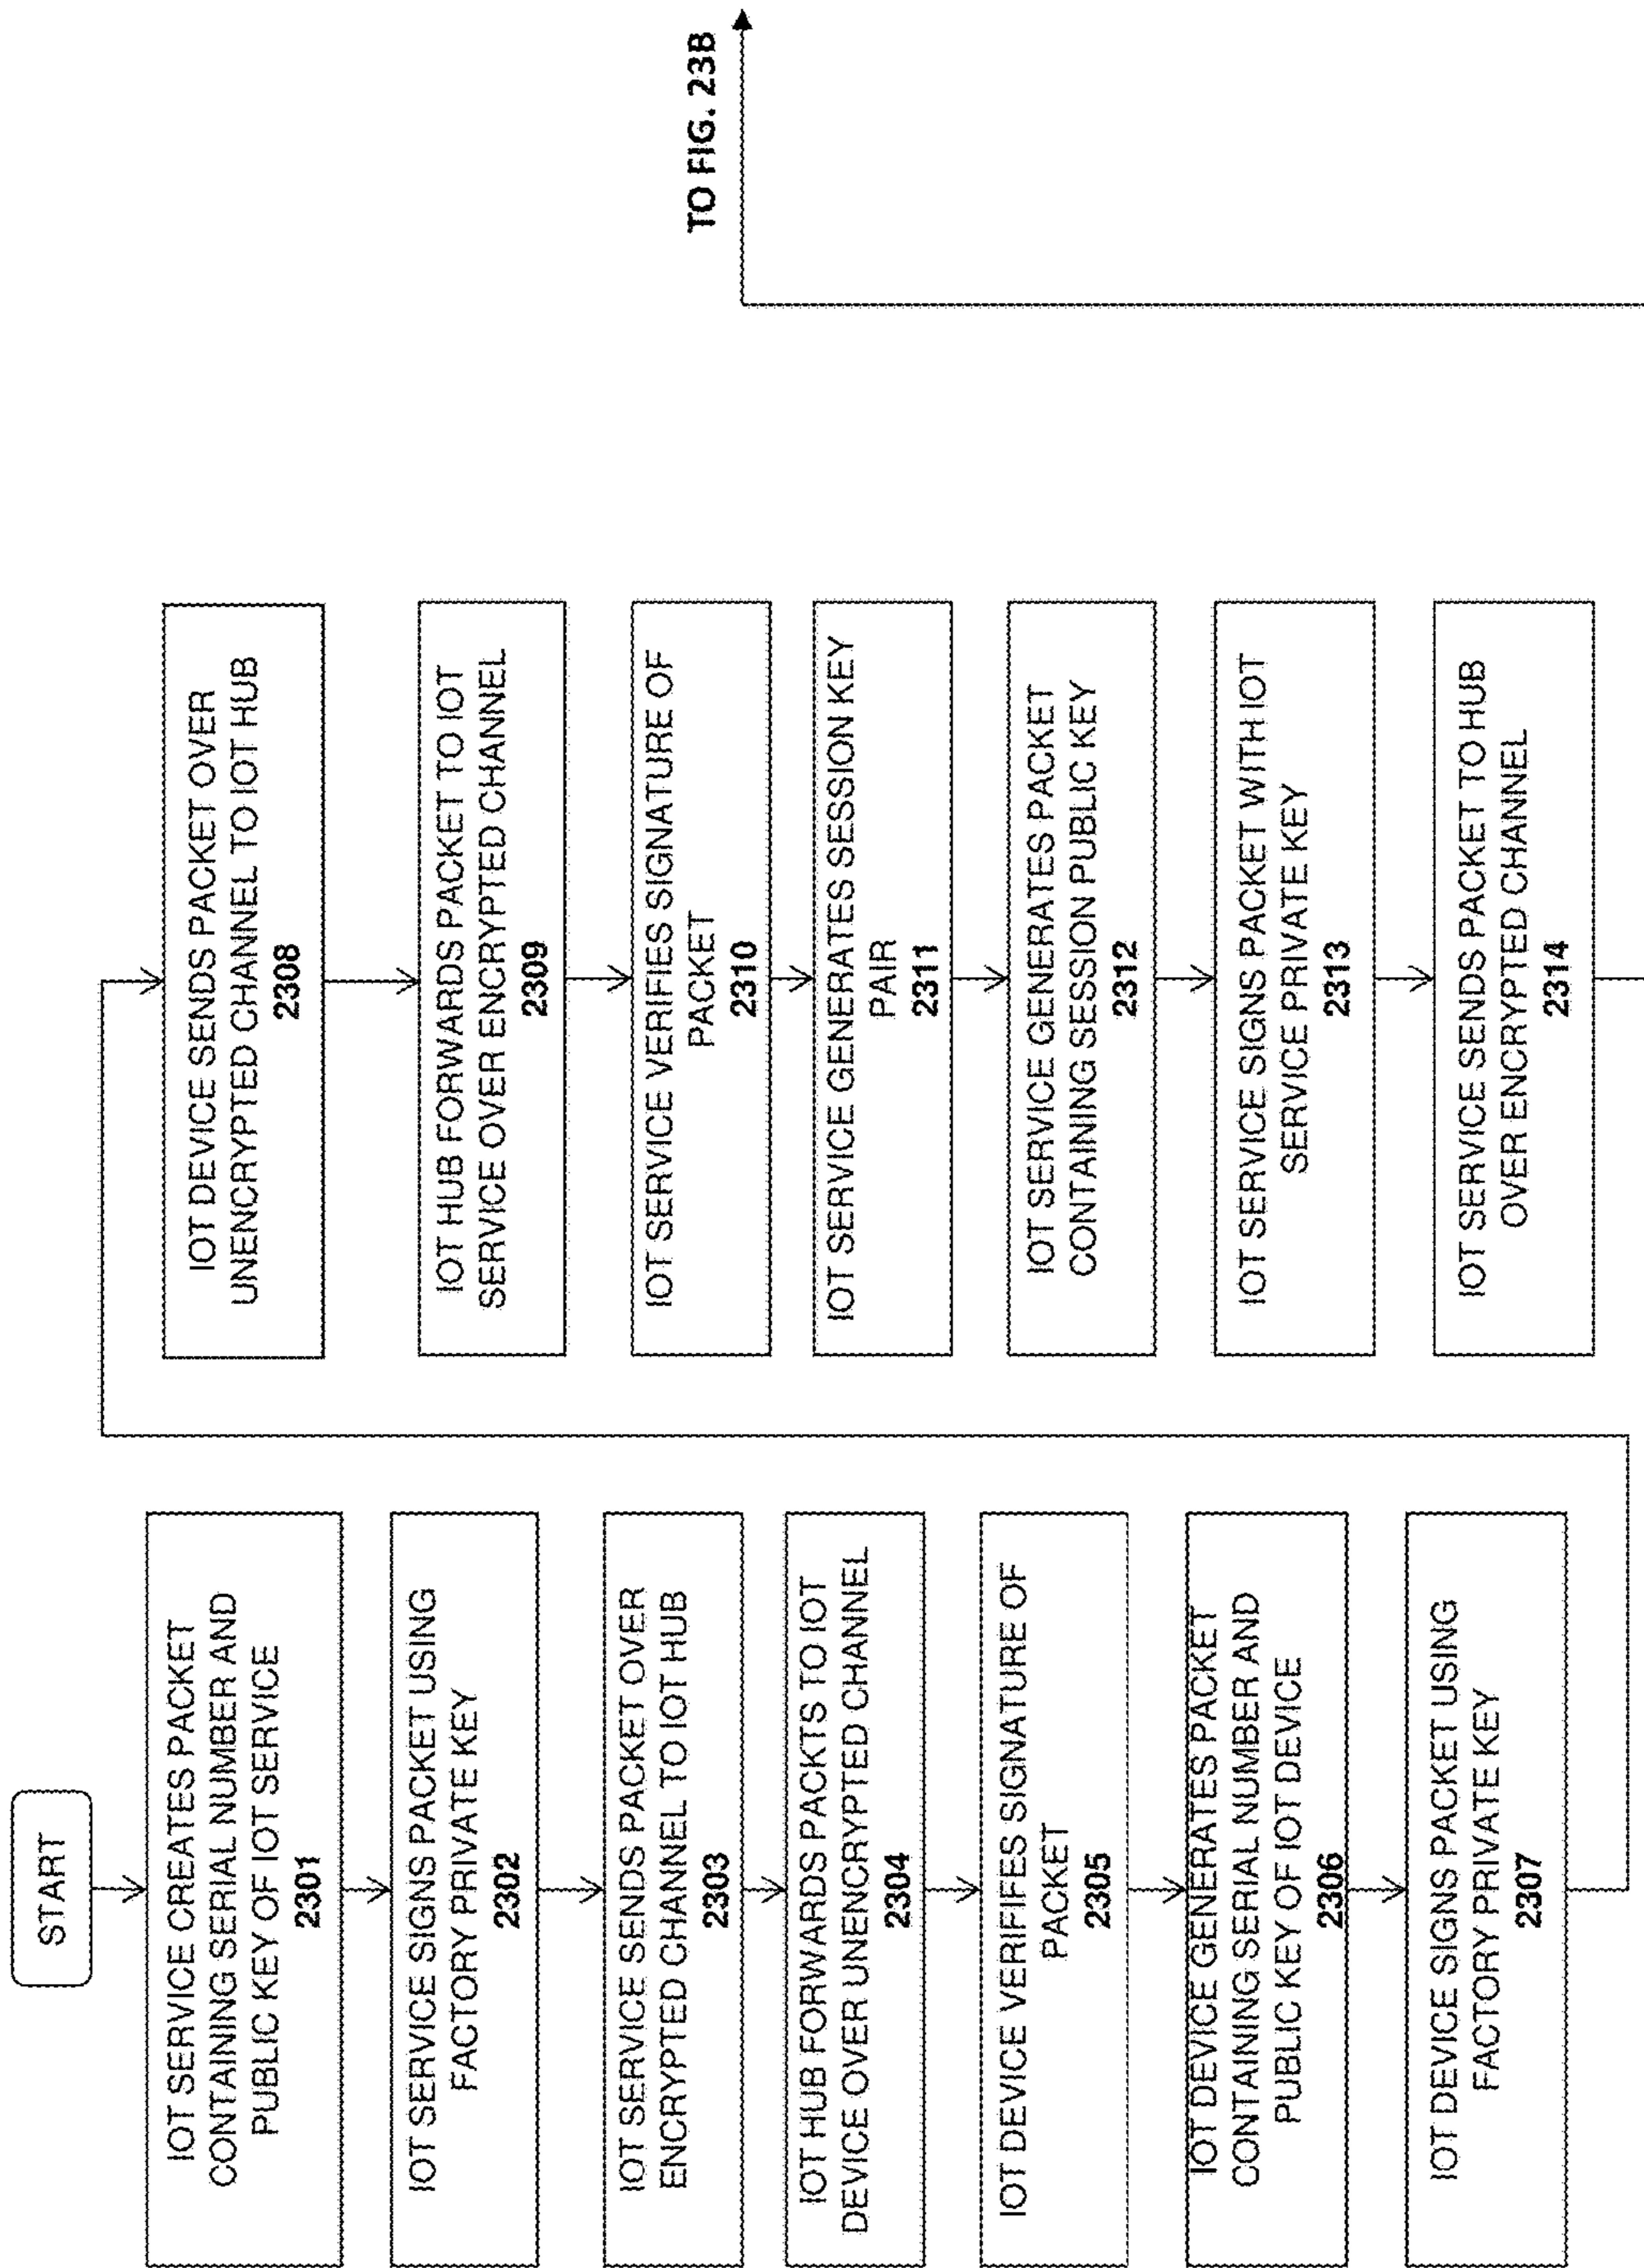 START
IOT SERVICE CREATES PACKET
CONTAINING SERIAL NUMBER AND
PUBLIC KEY OF IOT SERVICE
2301
IOT SERVICE SIGNS PACKET USING
FACTORY PRIVATE KEY
2302
IOT SERVICE SENDS PACKET OVER
ENCRYPTED CHANNEL TO IOT HUB
2303
IOT HUB FORWARDS PACKTS TO IOT
DEVICE OVER UNENCRYPTED CHANNEL
2304
IOT DEVICE VERIFIFES SIGNATURE OF
PACKET
2305
IOT DEVICE GENERATES PACKET
CONTAINING SERIAL NUMBER AND
PUBLIC KEY OF IOT DEVICE
2306
IOT DEVICE SIGNS PACKET USING
FACTORY PRIVATE KEY
2307
IOT DEVICE SENDS PACKET OVER
UNENCRYPTED CHANNEL TO IOT HUB
2308
IOT HUB FORWARDS PACKET TO IOT
SERVICE OVER ENCRYPTED CHANNEL
2309
IOT SERVICE VERIFIES SIGNATURE OF
PACKET
2310
IOT SERVICE GENERATES SESSION KEY
PAIR
2311
IOT SERVICE GENERATES PACKET
CONTAINING SESSION PUBLIC KEY
2312
IOT SERVICE SIGNS PACKET WITH IOT
SERVICE PRIVATE KEY
2313
IOT SERVICE SENDS PACKET TO HUB
OVER ENCRYPTED CHANNEL
2314
TO FIG. 23B